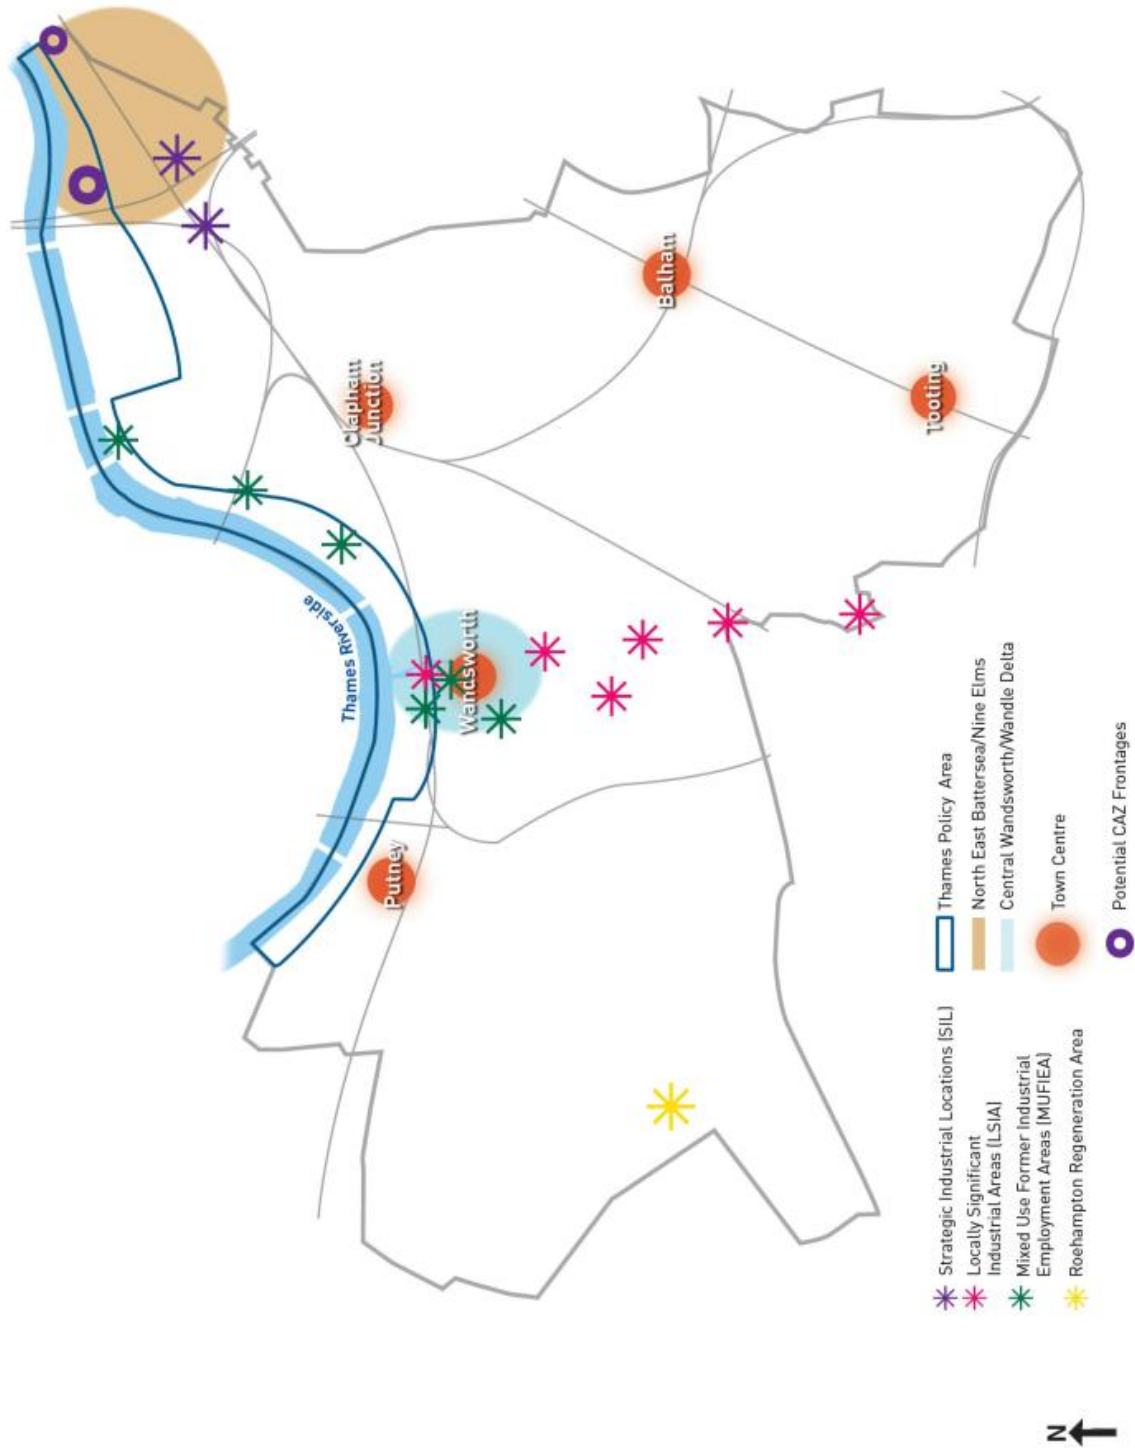 Thames Riverside
Clapham
Junction
Balham
Tooting
Wandsworth
Putney
Strategic Industrial Locations (SIL)
Locally Significant
Industrial Areas (LSIA)
Mixed Use Former Industrial
Employment Areas (MUFIEA)
Roehampton Regeneration Area
Thames Policy Area
North East Battersea/Nine Elms
Central Wandsworth/Wandle Delta
Town Centre
Potential CAZ Frontages
N